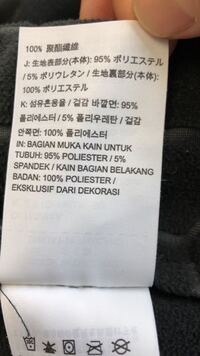 100% 聚酯纖維
J: 生地表部分(本体): 95% ポリエステル
/ 5% ポリウレタン / 生地裏部分(本体):
100% ポリエステル
K: 섬유혼용율 / 겉감 바깥면: 95%
폴리에스터 / 5% 폴리우레탄 / 겉감
안쪽면: 100% 폴리에스터
IN: BAGIAN MUKA KAIN UNTUK
TUBUH: 95% POLIESTER / 5%
SPANDEK / KAIN BAGIAN BELAKANG
BADAN: 100% POLIESTER /
EKSKLUSIF DARI DEKORASI